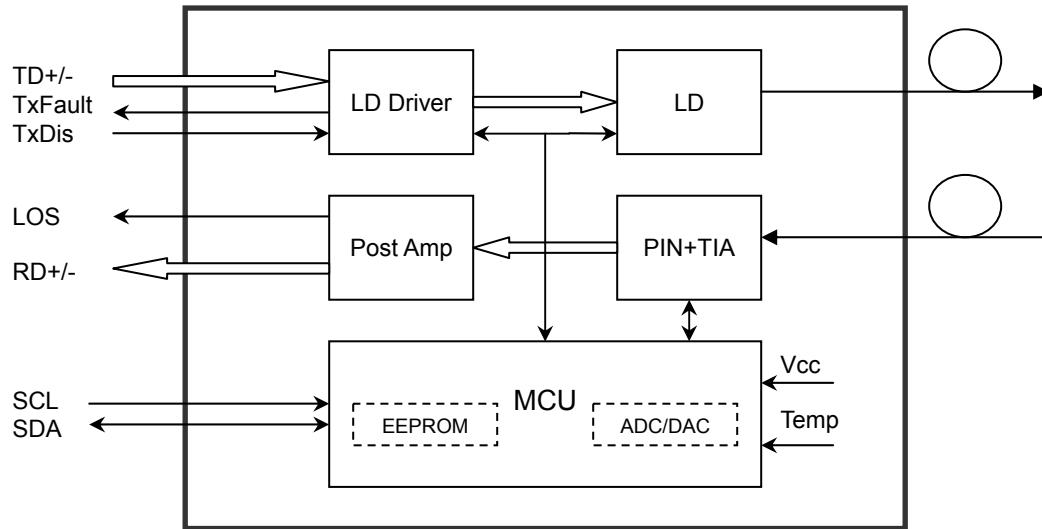 TD+/-
TxFault
TxDis
LD Driver
LD
LOS
RD+/-
Post Amp
PIN+TIA
SCL
SDA
MCU
EEPROM
ADC/DAC
Vcc
Temp